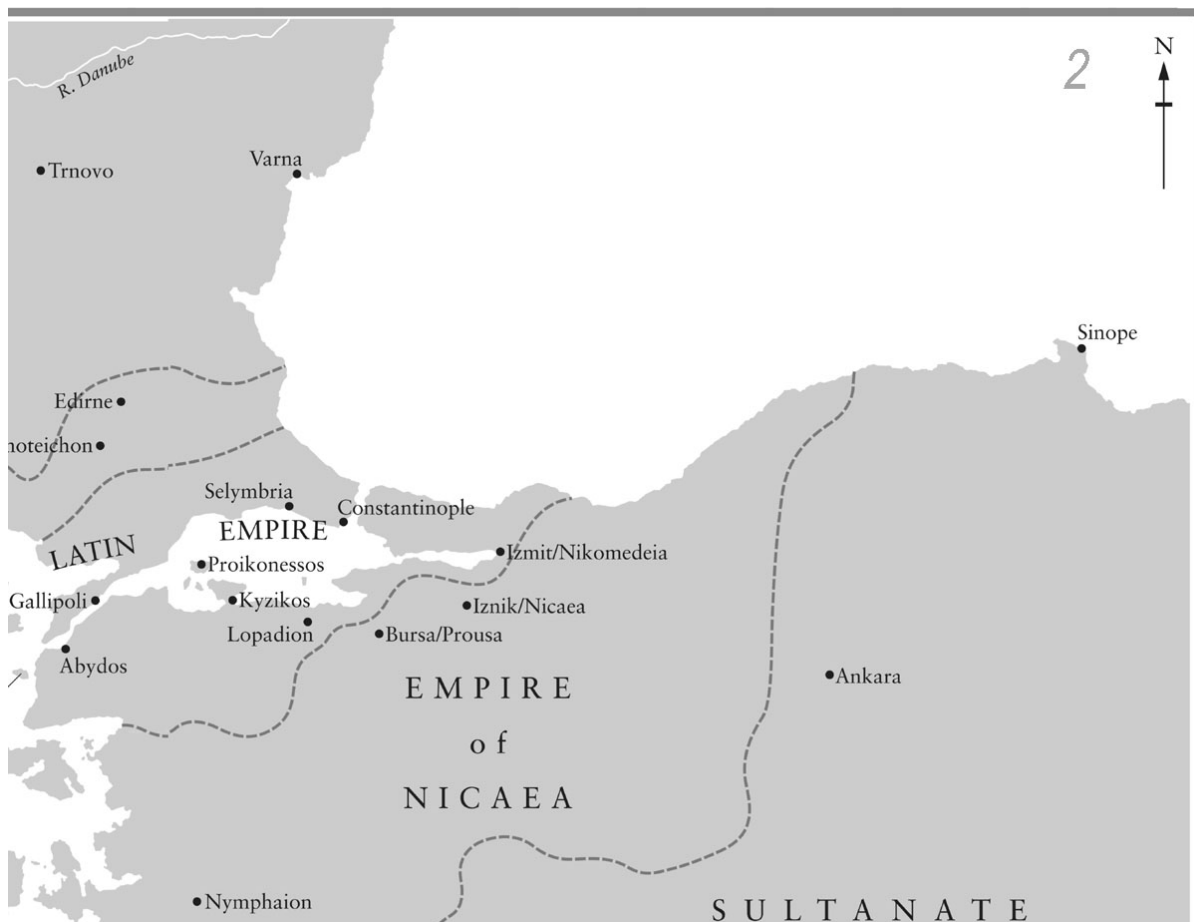 2
N
R. Danube
Varna
Trnovo
Sinope
Edirne
noteichon
Selymbria
Constantinople
EMPIRE
LATIN
Izmit/Nikomedeia
Proikonessos
Gallipoli
Kyzikos
Iznik/Nicaea
Lopadion
Bursa/Prousa
Abydos
Ankara
EMPIRE
of
NICAEA
Nymphaion
SULTANATE